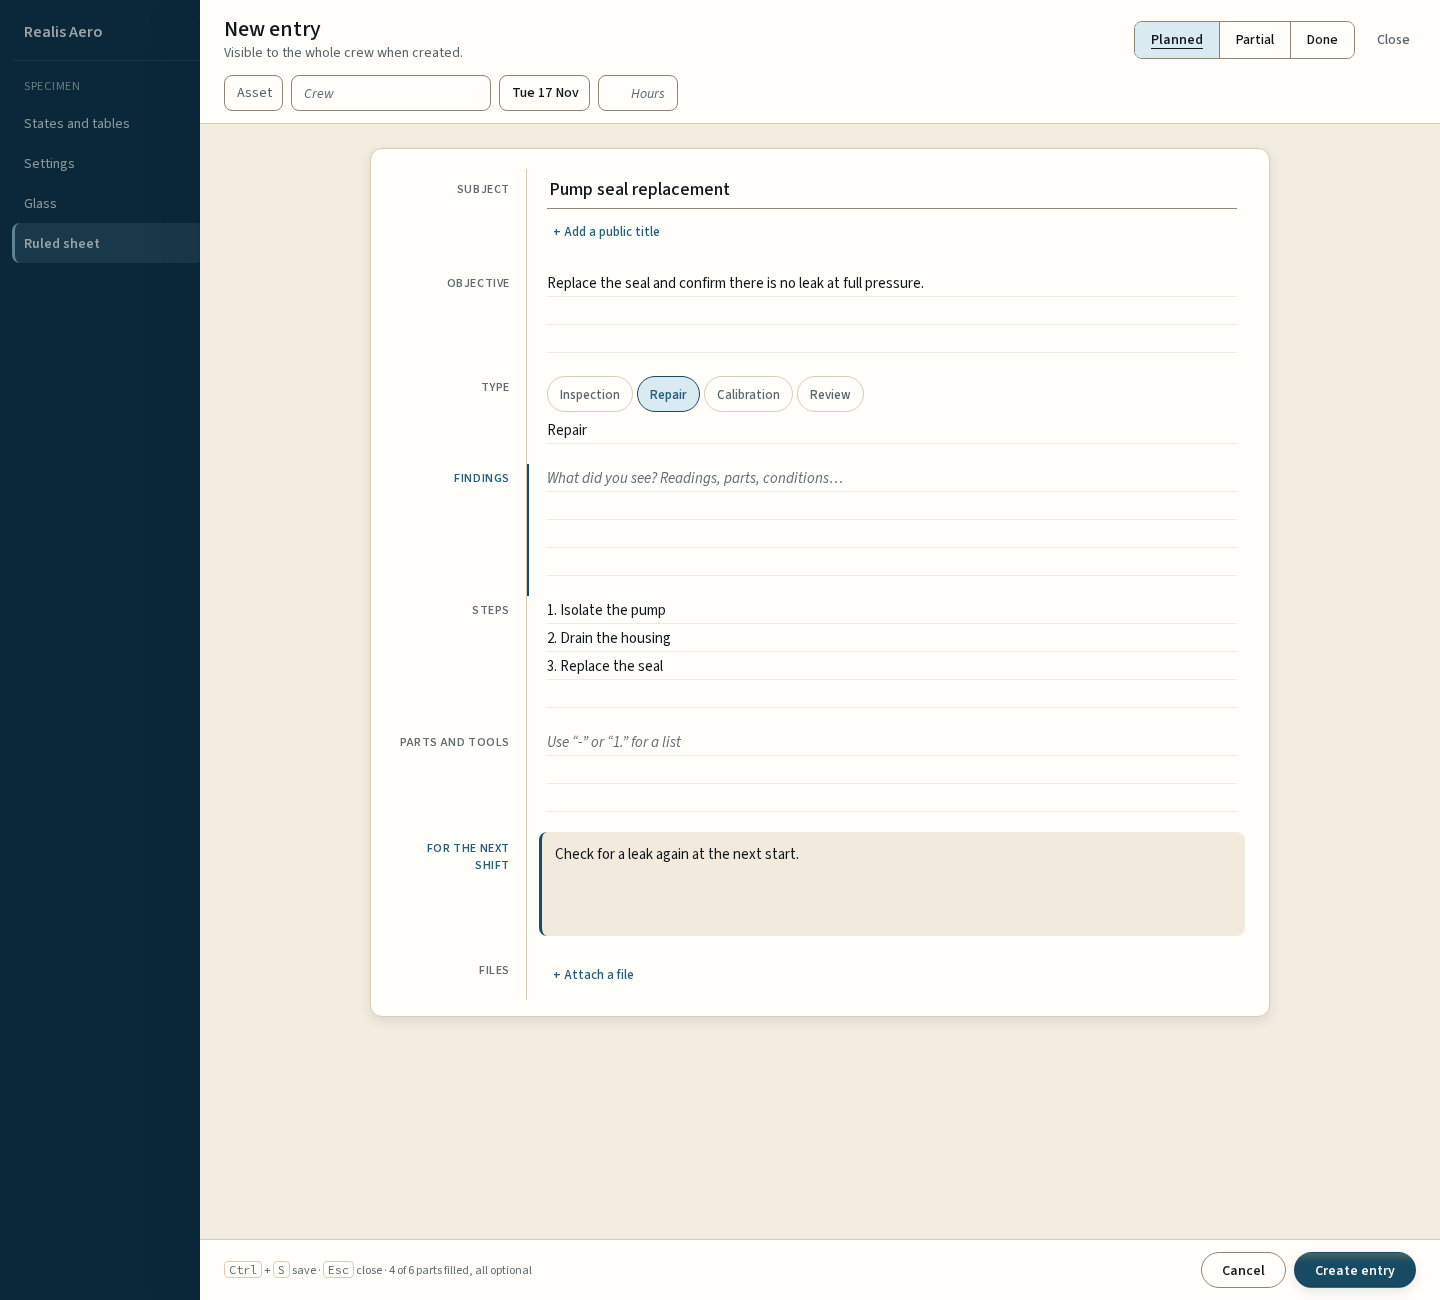 Realis Aero
SPECIMEN
States and tables
Settings
Glass
Ruled sheet
New entry
Visible to the whole crew when created.
Planned Partial Done Close
Asset Crew Tue 17 Nov Hours
SUBJECT Pump seal replacement
+ Add a public title
OBJECTIVE Replace the seal and confirm there is no leak at full pressure.
TYPE Inspection Repair Calibration Review
Repair
FINDINGS What did you see? Readings, parts, conditions…
STEPS 1. Isolate the pump
2. Drain the housing
3. Replace the seal
PARTS AND TOOLS Use “-” or “1.” for a list
FOR THE NEXT SHIFT Check for a leak again at the next start.
FILES + Attach a file
Ctrl + S save · Esc close · 4 of 6 parts filled, all optional
Cancel Create entry